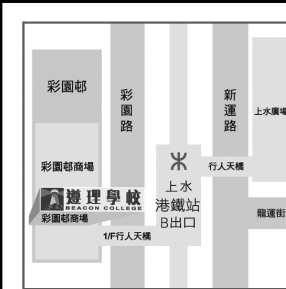 彩園邨
彩園路
新運路
上水廣場
彩園邨商場
行人天橋
上水
港鐵站
B出口
遵理學校
BEACON COLLEGE
彩園邨商場
龍運街
1/F行人天橋